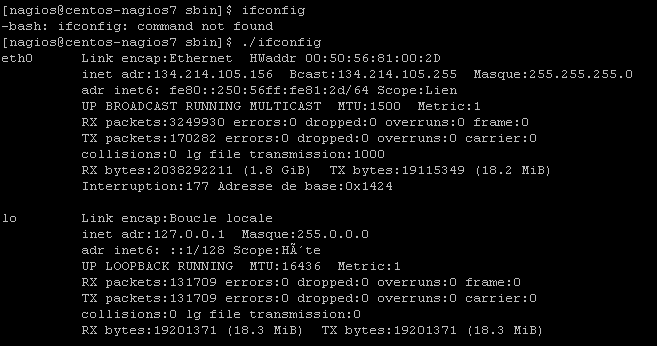 [nagios@centos-nagios7 sbin]$ ifconfig
-bash: ifconfig: command not found
[nagios@centos-nagios7 sbin]$ ./ifconfig
eth0      Link encap:Ethernet  HWaddr 00:50:56:81:00:2D
          inet adr:134.214.105.156  Bcast:134.214.105.255  Masque:255.255.255.0
          adr inet6: fe80::250:56ff:fe81:2d/64 Scope:Lien
          UP BROADCAST RUNNING MULTICAST  MTU:1500  Metric:1
          RX packets:3249930 errors:0 dropped:0 overruns:0 frame:0
          TX packets:170282 errors:0 dropped:0 overruns:0 carrier:0
          collisions:0 lg file transmission:1000
          RX bytes:2038292211 (1.8 GiB)  TX bytes:19115349 (18.2 MiB)
          Interruption:177 Adresse de base:0x1424
lo        Link encap:Boucle locale
          inet adr:127.0.0.1  Masque:255.0.0.0
          adr inet6: ::1/128 Scope:HÃ´te
          UP LOOPBACK RUNNING  MTU:16436  Metric:1
          RX packets:131709 errors:0 dropped:0 overruns:0 frame:0
          TX packets:131709 errors:0 dropped:0 overruns:0 carrier:0
          collisions:0 lg file transmission:0
          RX bytes:19201371 (18.3 MiB)  TX bytes:19201371 (18.3 MiB)